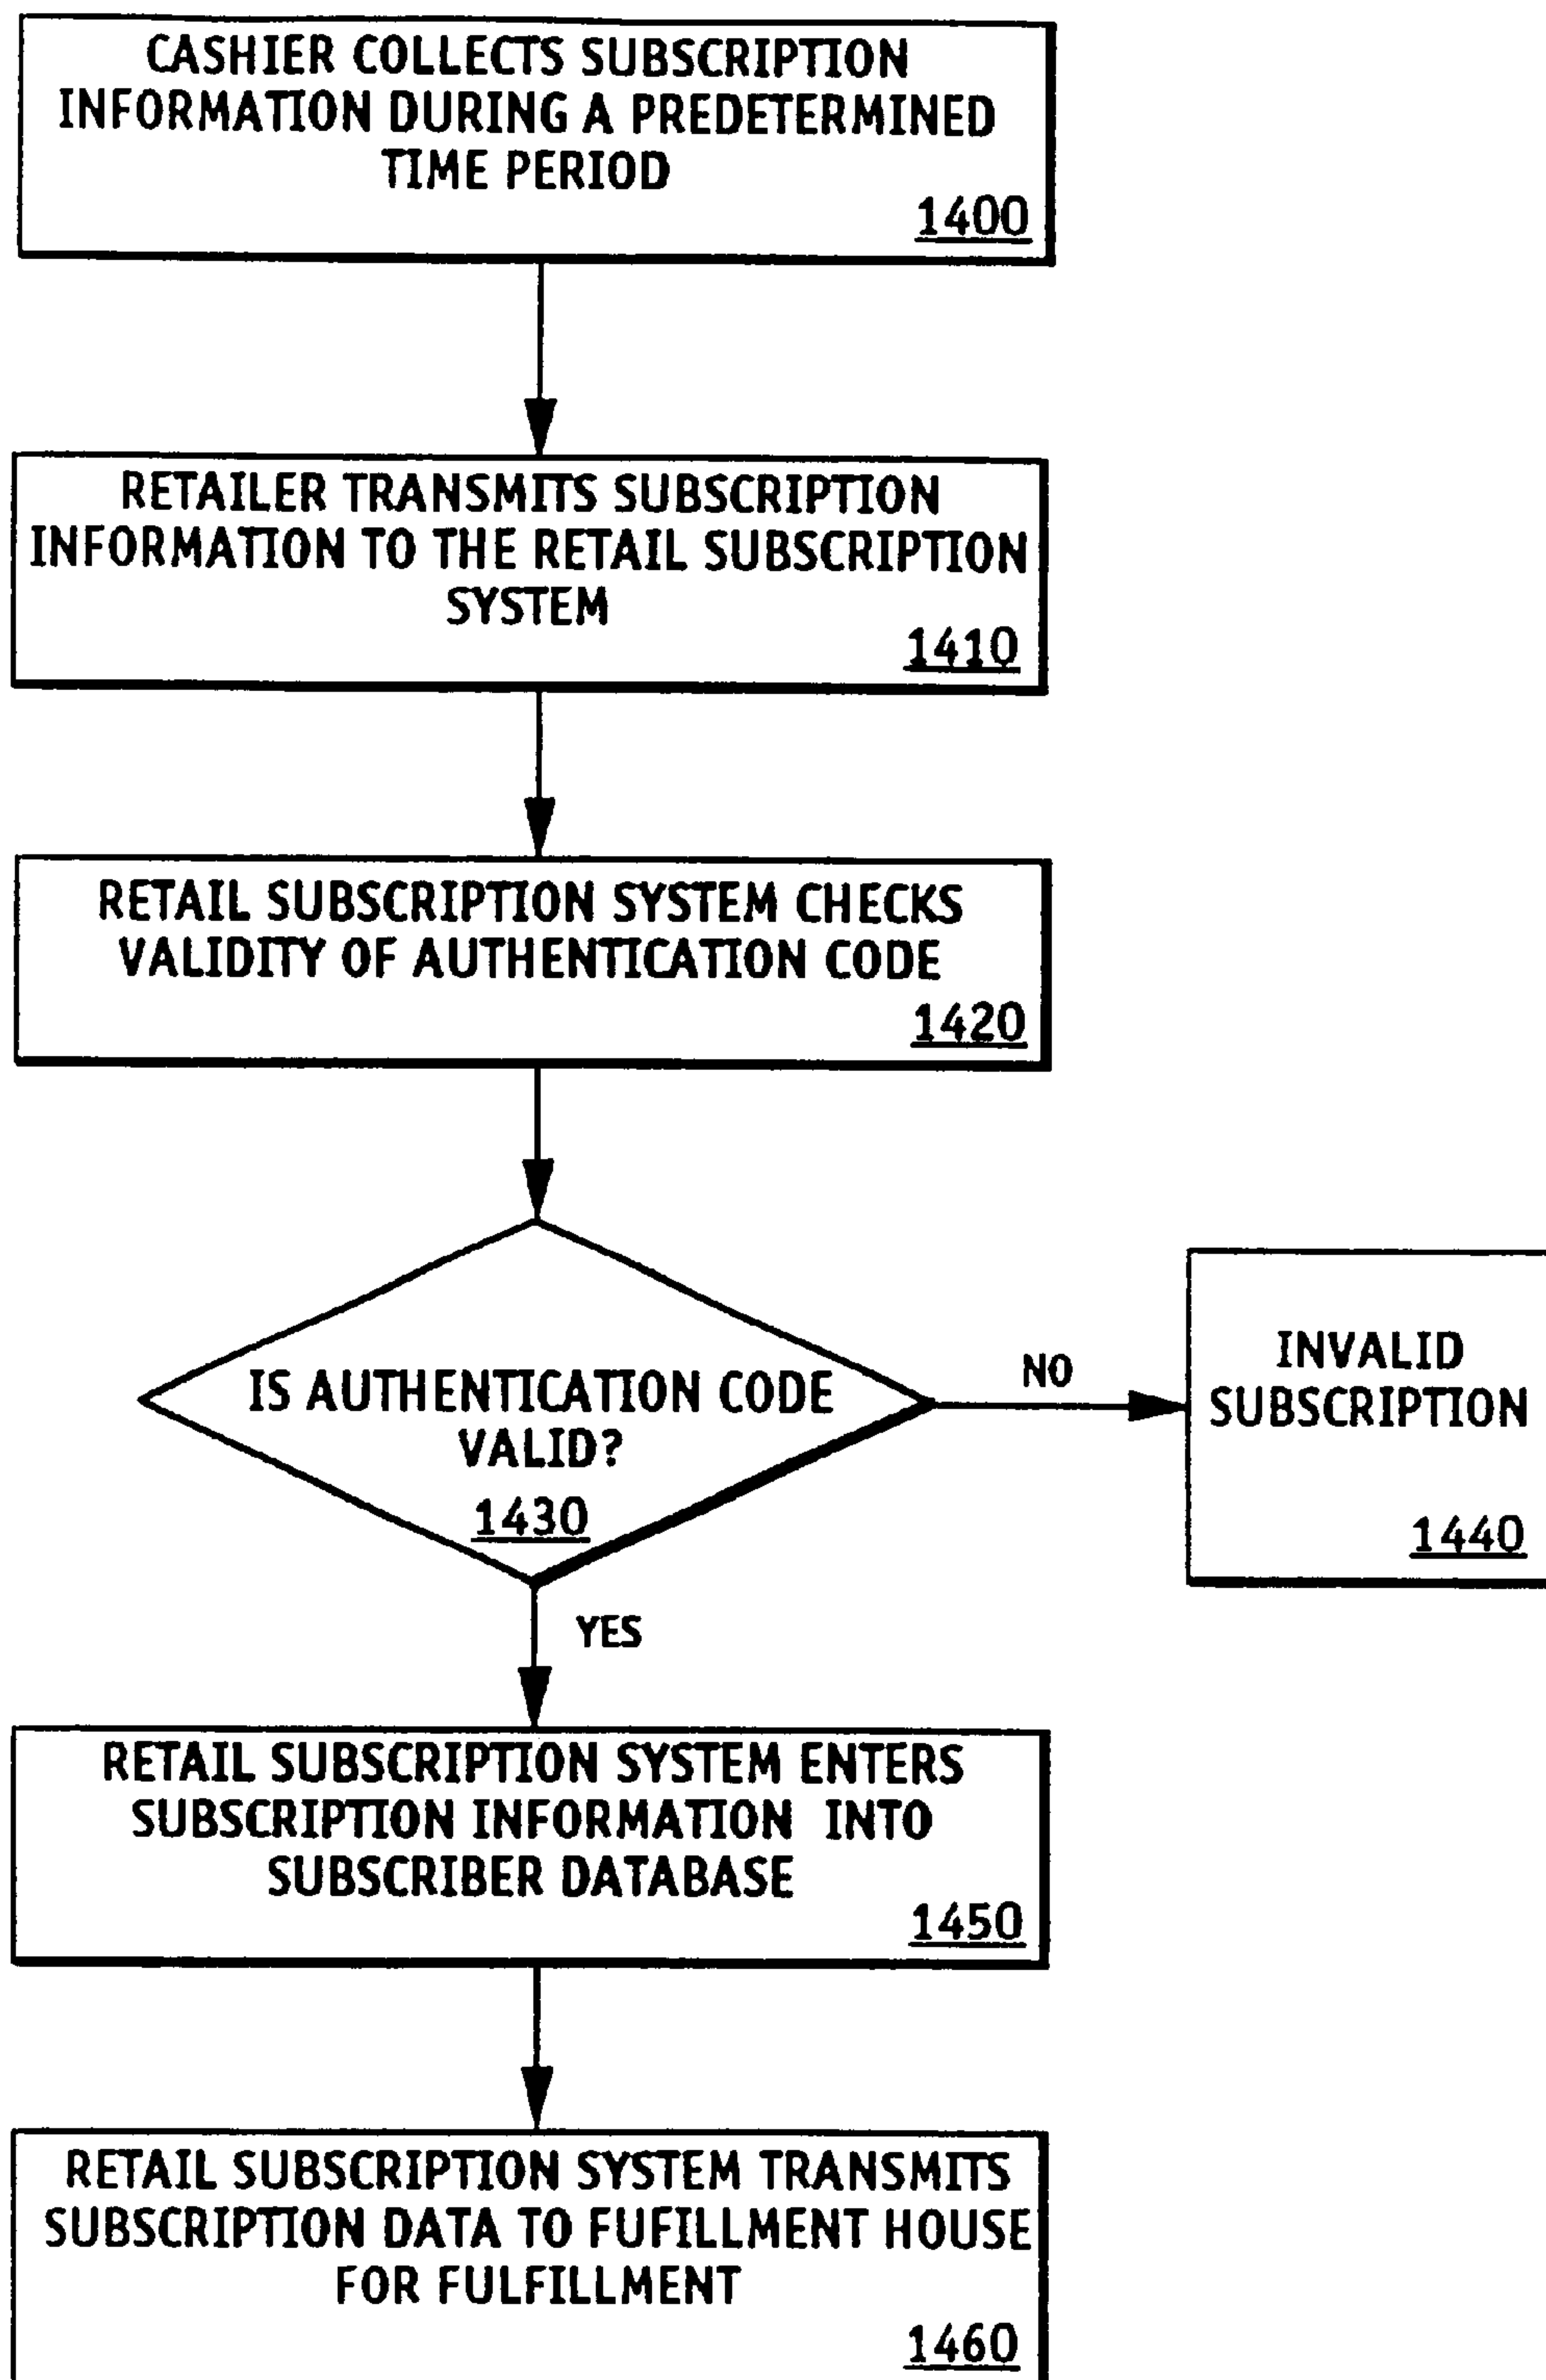 CASHIER COLLECTS SUBSCRIPTION
INFORMATION DURING A PREDETERMINED
TIME PERIOD
1400
RETAILER TRANSMITS SUBSCRIPTION
INFORMATION TO THE RETAIL SUBSCRIPTION
SYSTEM
1410
RETAIL SUBSCRIPTION SYSTEM CHECKS
VALIDITY OF AUTHENTICATION CODE
1420
IS AUTHENTICATION CODE
VALID?
1430
NO
INVALID
SUBSCRIPTION
1440
YES
RETAIL SUBSCRIPTION SYSTEM ENTERS
SUBSCRIPTION INFORMATION INTO
SUBSCRIBER DATABASE
1450
RETAIL SUBSCRIPTION SYSTEM TRANSMITS
SUBSCRIPTION DATA TO FUFILLMENT HOUSE
FOR FULFILLMENT
1460